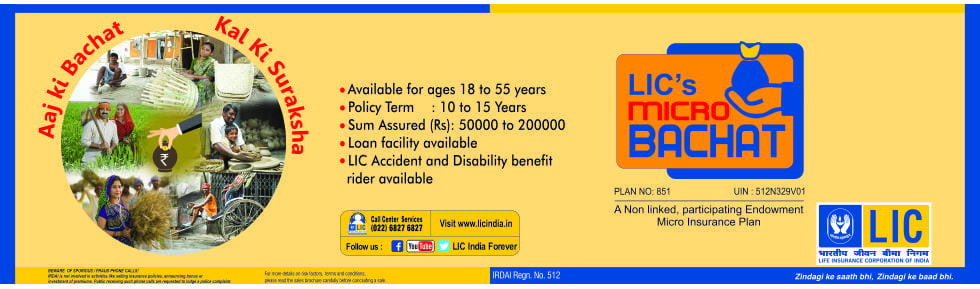 Aaj ki Bachat
Kal Ki Suraksha
₹
• Available for ages 18 to 55 years
• Policy Term : 10 to 15 Years
• Sum Assured (Rs): 50000 to 200000
• Loan facility available
• LIC Accident and Disability benefit
rider available
LIC
Call Center Services
(022) 6827 6827
Visit www.licindia.in
Follow us : f YouTube LIC India Forever
BEWARE OF SPURIOUS / FRAUD PHONE CALLS!
IRDAI is not involved in activities like selling insurance policies, announcing bonus or
investment of premiums. Public receiving such phone calls are requested to lodge a police complaint.
For more details on risk factors, terms and conditions,
please read the sales brochure carefully before concluding a sale.
LIC's
MICRO
BACHAT
PLAN NO: 851 UIN : 512N329V01
A Non linked, participating Endowment
Micro Insurance Plan
LIC
भारतीय जीवन बीमा निगम
LIFE INSURANCE CORPORATION OF INDIA
IRDAI Regn. No. 512
Zindagi ke saath bhi, Zindagi ke baad bhi.